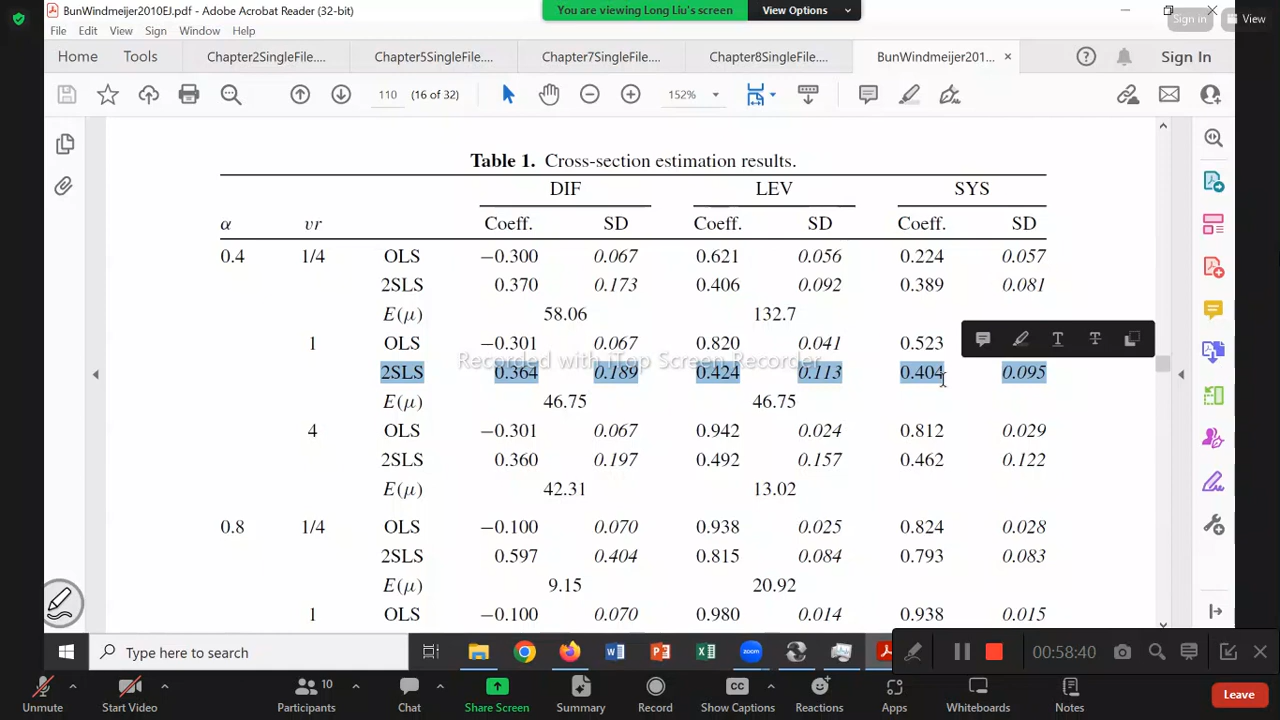 BunWindmeijer2010EJ.pdf - Adobe Acrobat Reader (32-bit)
You are viewing Long Liu's screen
View Options
Sign in
View
File Edit View Sign Window Help
Home Tools Chapter2SingleFile.... Chapter5SingleFile.... Chapter7SingleFile.... Chapter8SingleFile.... BunWindmeijer201... × Sign In
110 (16 of 32) 152%
Table 1. Cross-section estimation results.
DIF LEV SYS
α vr Coeff. SD Coeff. SD Coeff. SD
0.4 1/4 OLS −0.300 0.067 0.621 0.056 0.224 0.057
2SLS 0.370 0.173 0.406 0.092 0.389 0.081
E(μ) 58.06 132.7
1 OLS −0.301 0.067 0.820 0.041 0.523
Recorded with iTop Screen Recorder
2SLS 0.364 0.189 0.424 0.113 0.404 0.095
E(μ) 46.75 46.75
4 OLS −0.301 0.067 0.942 0.024 0.812 0.029
2SLS 0.360 0.197 0.492 0.157 0.462 0.122
E(μ) 42.31 13.02
0.8 1/4 OLS −0.100 0.070 0.938 0.025 0.824 0.028
2SLS 0.597 0.404 0.815 0.084 0.793 0.083
E(μ) 9.15 20.92
1 OLS −0.100 0.070 0.980 0.014 0.938 0.015
Type here to search
00:58:40
Unmute Start Video Participants 10 Chat Share Screen Summary Record Show Captions Reactions Apps Whiteboards Notes Leave